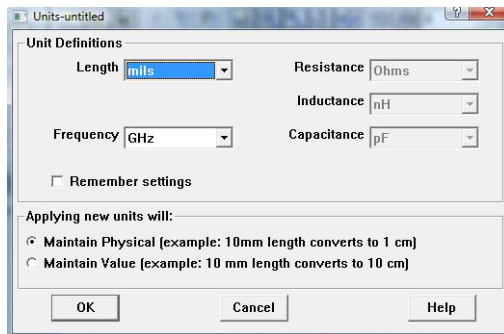 Units-untitled
Unit Definitions
Length mils
Resistance Ohms
Inductance nH
Frequency GHz
Capacitance pF
Remember settings
Applying new units will:
Maintain Physical (example: 10mm length converts to 1 cm)
Maintain Value (example: 10 mm length converts to 10 cm)
OK Cancel Help